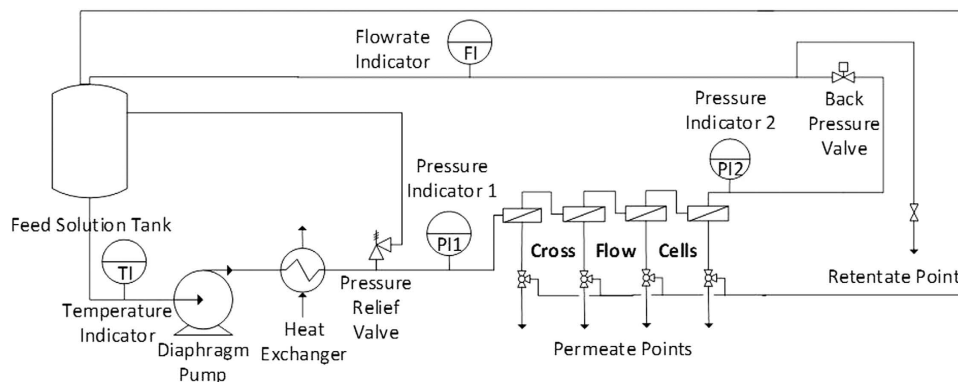 Flowrate
Indicator
FI
Pressure
Indicator 2
PI2
Back
Pressure
Valve
Pressure
Indicator 1
PI1
Feed Solution Tank
TI
Temperature
Indicator
Diaphragm
Pump
Heat
Exchanger
Pressure
Relief
Valve
Cross Flow Cells
Permeate Points
Retentate Point